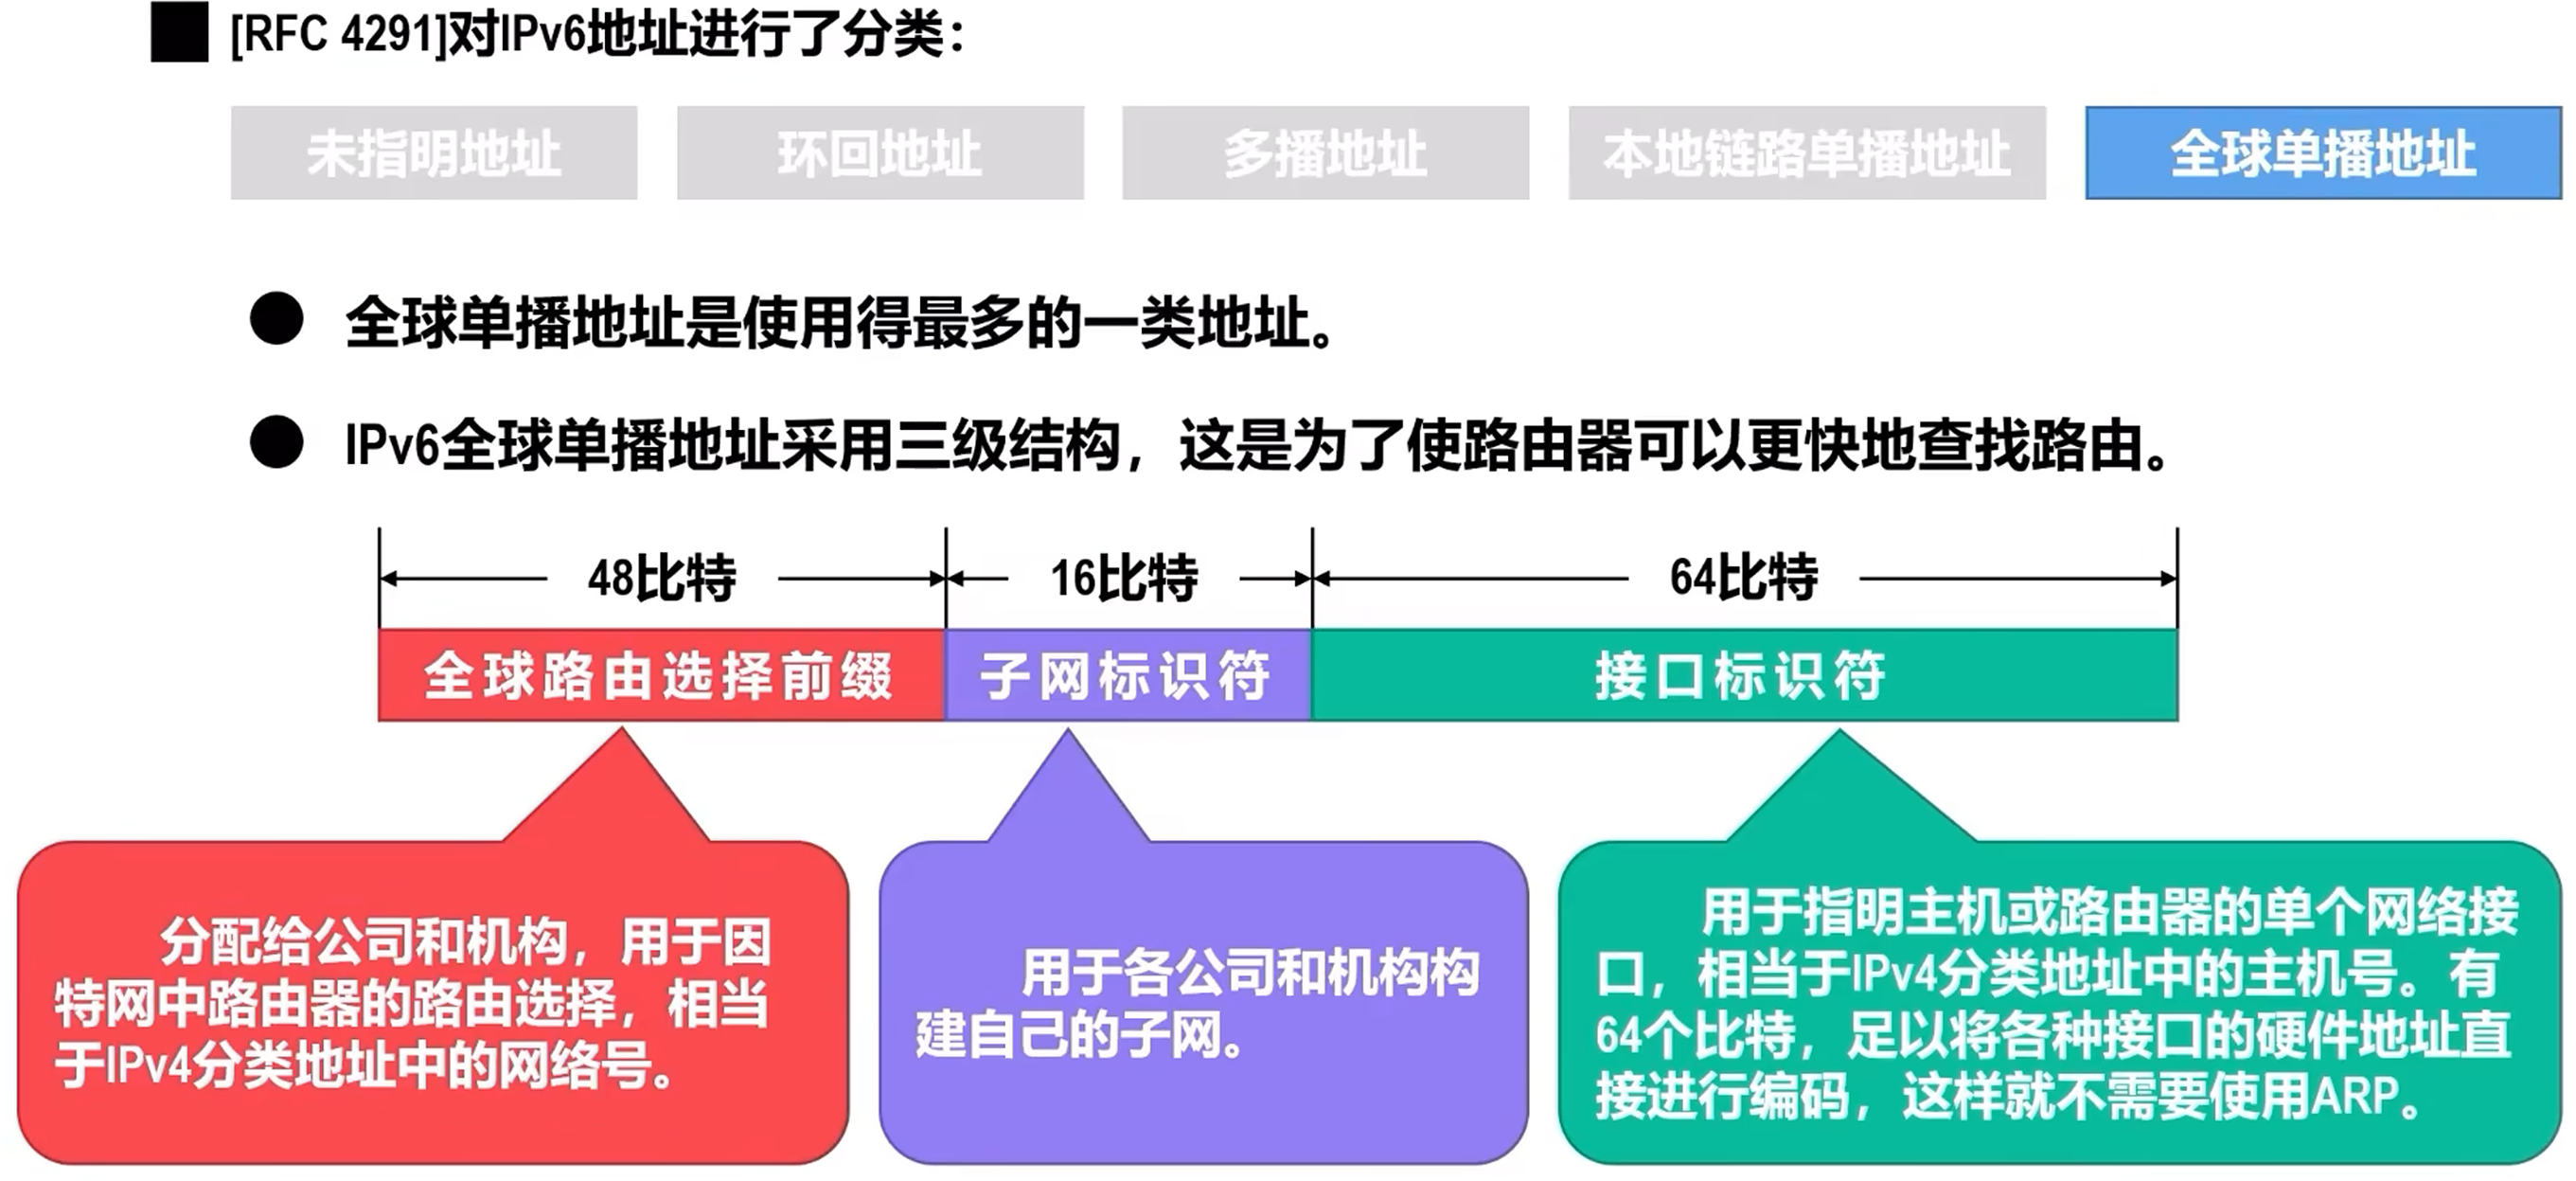 [RFC 4291]对IPv6地址进行了分类：
未指明地址
环回地址
多播地址
本地链路单播地址
全球单播地址
全球单播地址是使用得最多的一类地址。
IPv6全球单播地址采用三级结构，这是为了使路由器可以更快地查找路由。
48比特
16比特
64比特
全球路由选择前缀
子网标识符
接口标识符
分配给公司和机构，用于因
特网中路由器的路由选择，相当
于IPv4分类地址中的网络号。
用于各公司和机构构
建自己的子网。
用于指明主机或路由器的单个网络接
口，相当于IPv4分类地址中的主机号。有
64个比特，足以将各种接口的硬件地址直
接进行编码，这样就不需要使用ARP。